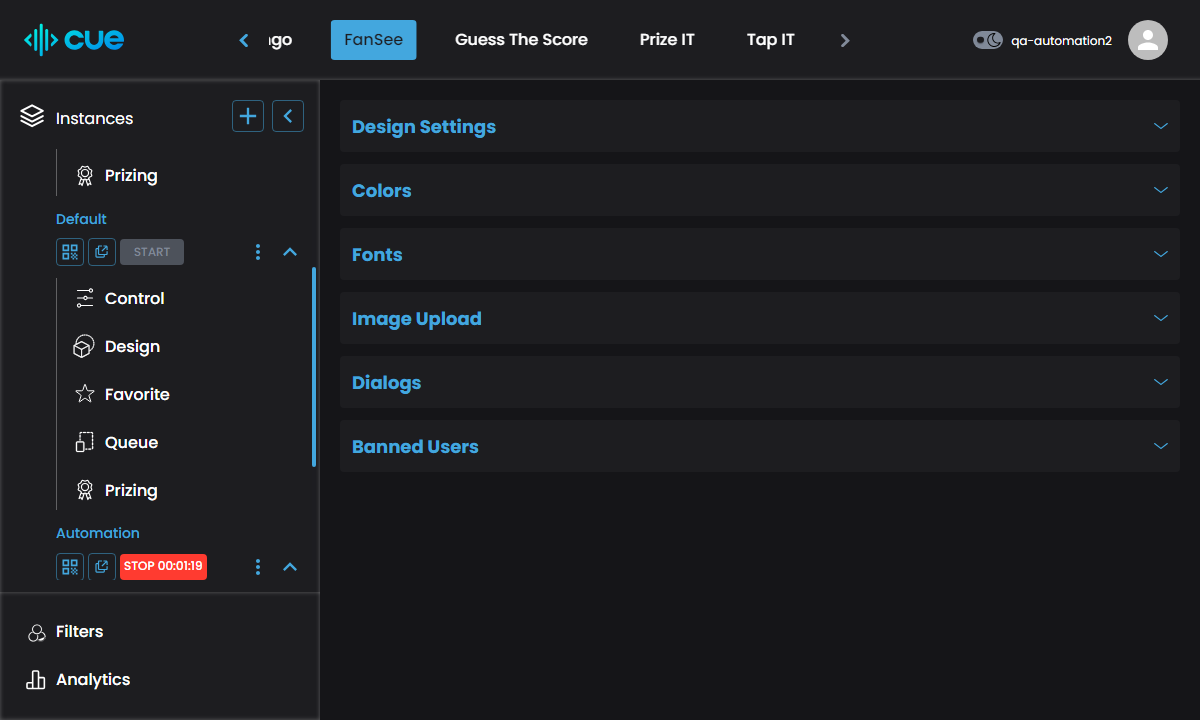 cue
ngo
FanSee
Guess The Score
Prize IT
Tap IT
qa-automation2
Instances
Prizing
Default
START
Control
Design
Favorite
Queue
Prizing
Automation
STOP 00:01:19
Filters
Analytics
Design Settings
Colors
Fonts
Image Upload
Dialogs
Banned Users